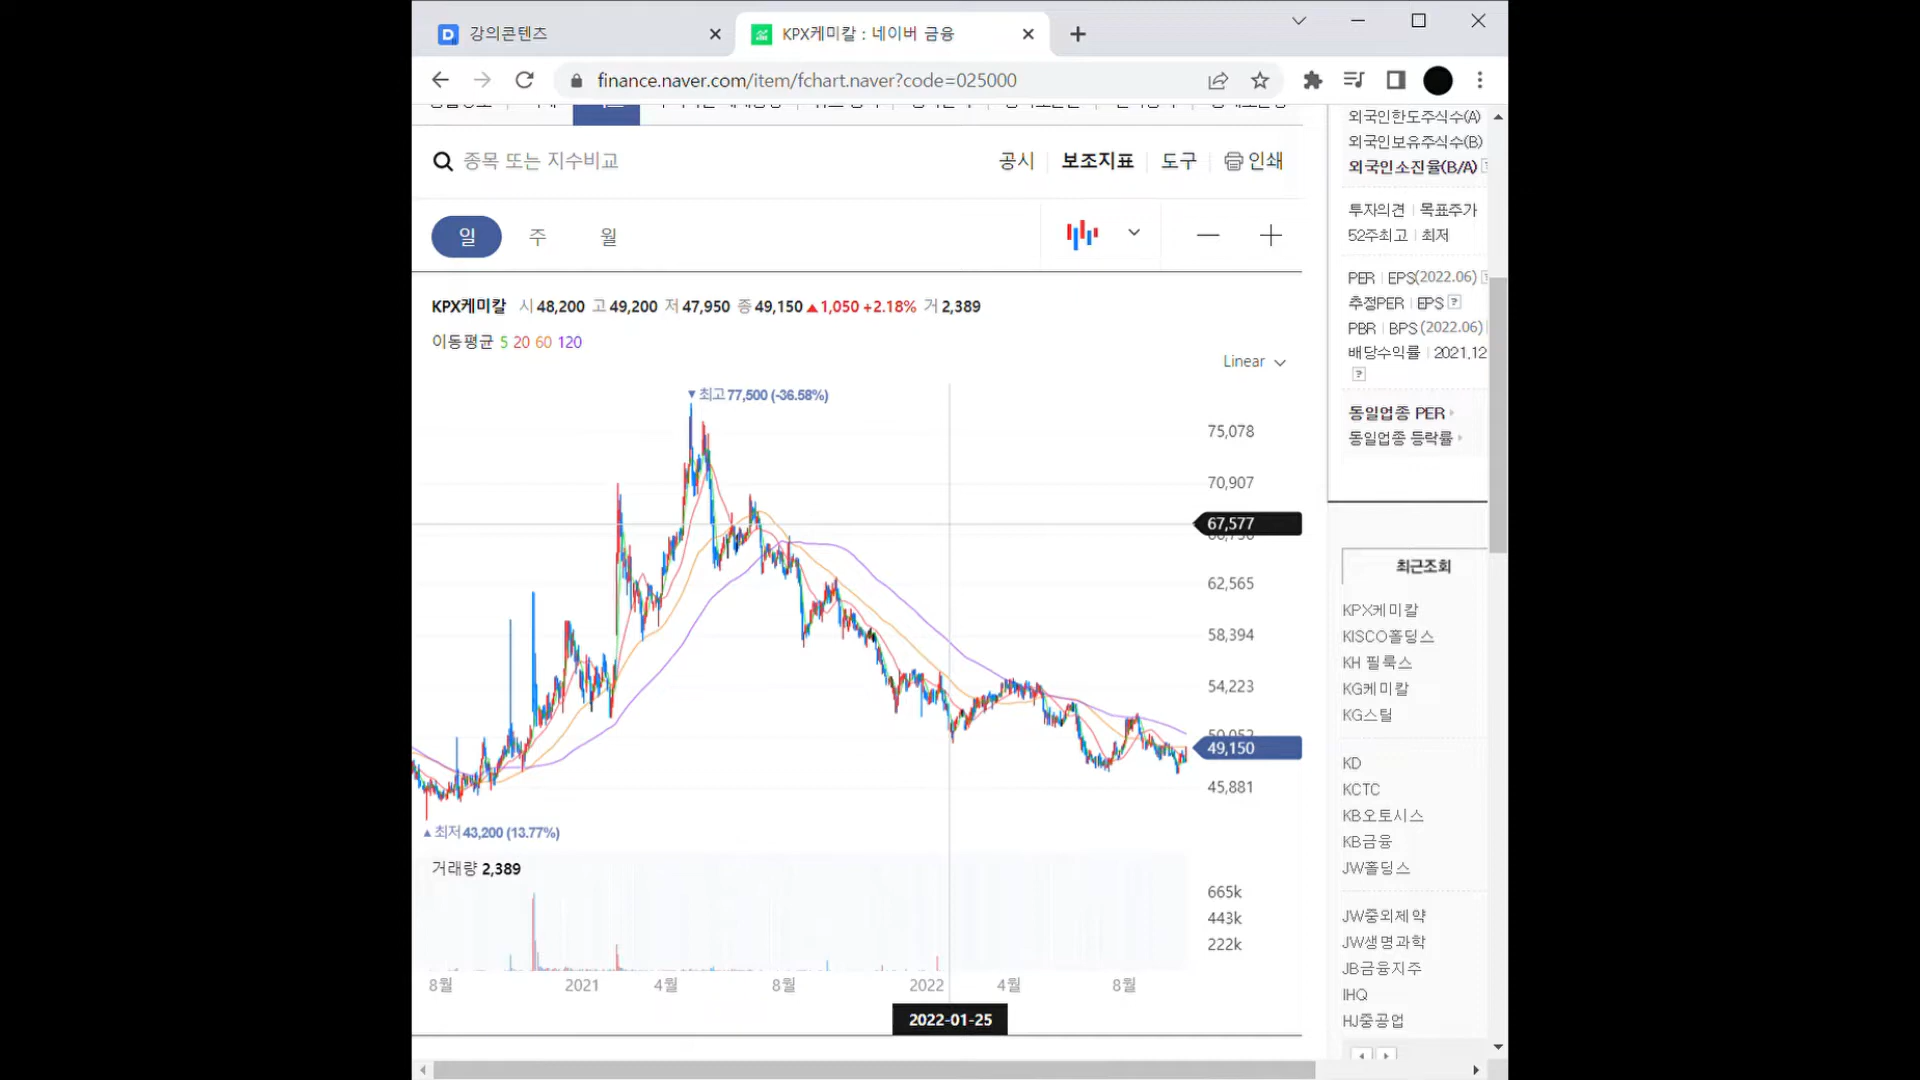 강의콘텐츠
KPX케미칼 : 네이버 금융
finance.naver.com/item/fchart.naver?code=025000
종목 또는 지수비교
공시 보조지표 도구 인쇄
일 주 월
KPX케미칼 시 48,200 고 49,200 저 47,950 종 49,150 ▲1,050 +2.18% 거 2,389
이동평균 5 20 60 120
Linear
▼최고 77,500 (-36.58%)
75,078
70,907
67,577
62,565
58,394
54,223
49,150
45,881
▲최저 43,200 (13.77%)
거래량 2,389
665k
443k
222k
8월 2021 4월 8월 2022 4월 8월
2022-01-25
외국인한도주식수(A)
외국인보유주식수(B)
외국인소진율(B/A)
투자의견 | 목표주가
52주최고 | 최저
PER | EPS(2022.06)
추정PER | EPS ?
PBR | BPS (2022.06)
배당수익률 | 2021.12
?
동일업종 PER
동일업종 등락률
최근조회
KPX케미칼
KISCO홀딩스
KH 필룩스
KG케미칼
KG스틸
KD
KCTC
KB오토시스
KB금융
JW홀딩스
JW중외제약
JW생명과학
JB금융지주
IHQ
HJ중공업